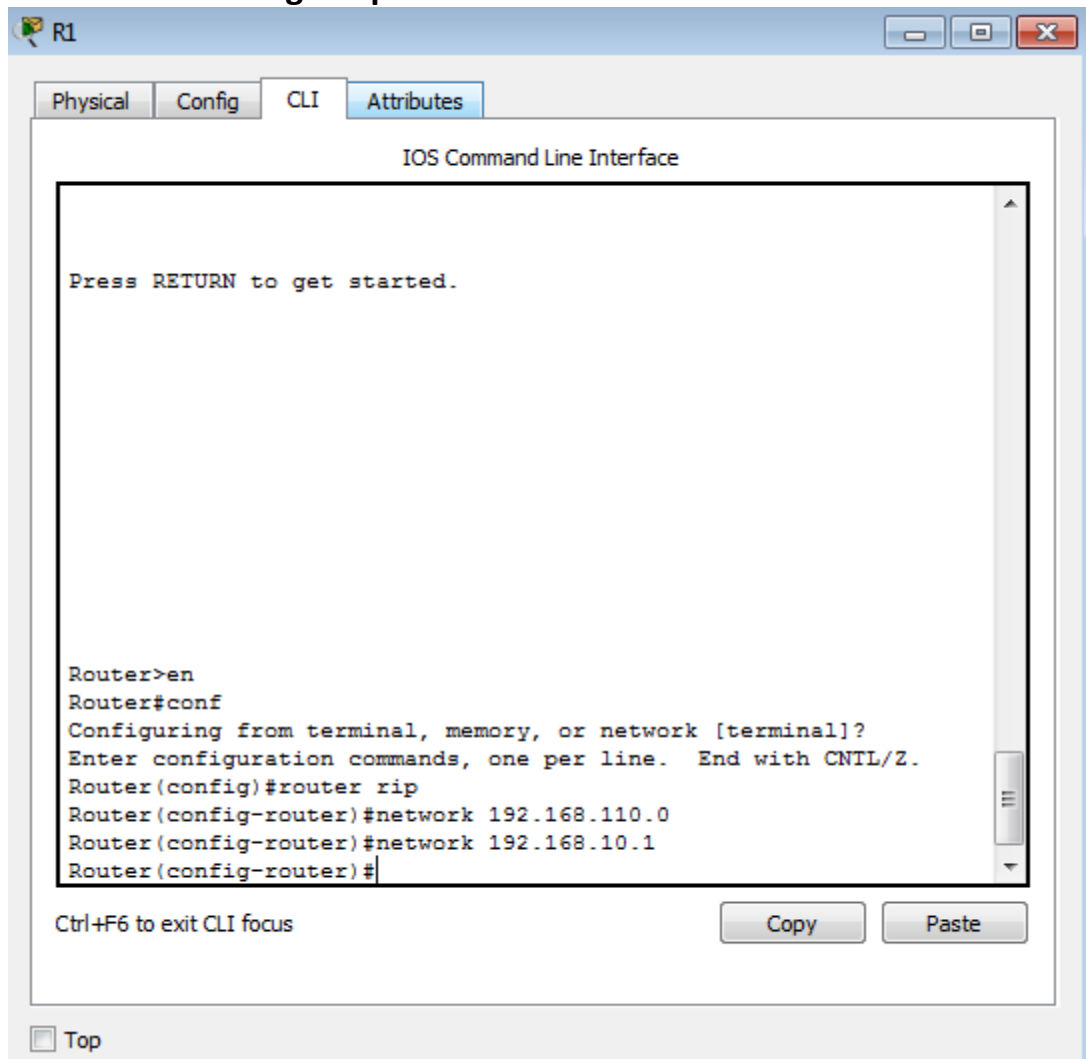 R1
Physical Config CLI Attributes
IOS Command Line Interface
Press RETURN to get started.
Router>en
Router#conf
Configuring from terminal, memory, or network [terminal]?
Enter configuration commands, one per line.  End with CNTL/Z.
Router(config)#router rip
Router(config-router)#network 192.168.110.0
Router(config-router)#network 192.168.10.1
Router(config-router)#
Ctrl+F6 to exit CLI focus Copy Paste
Top